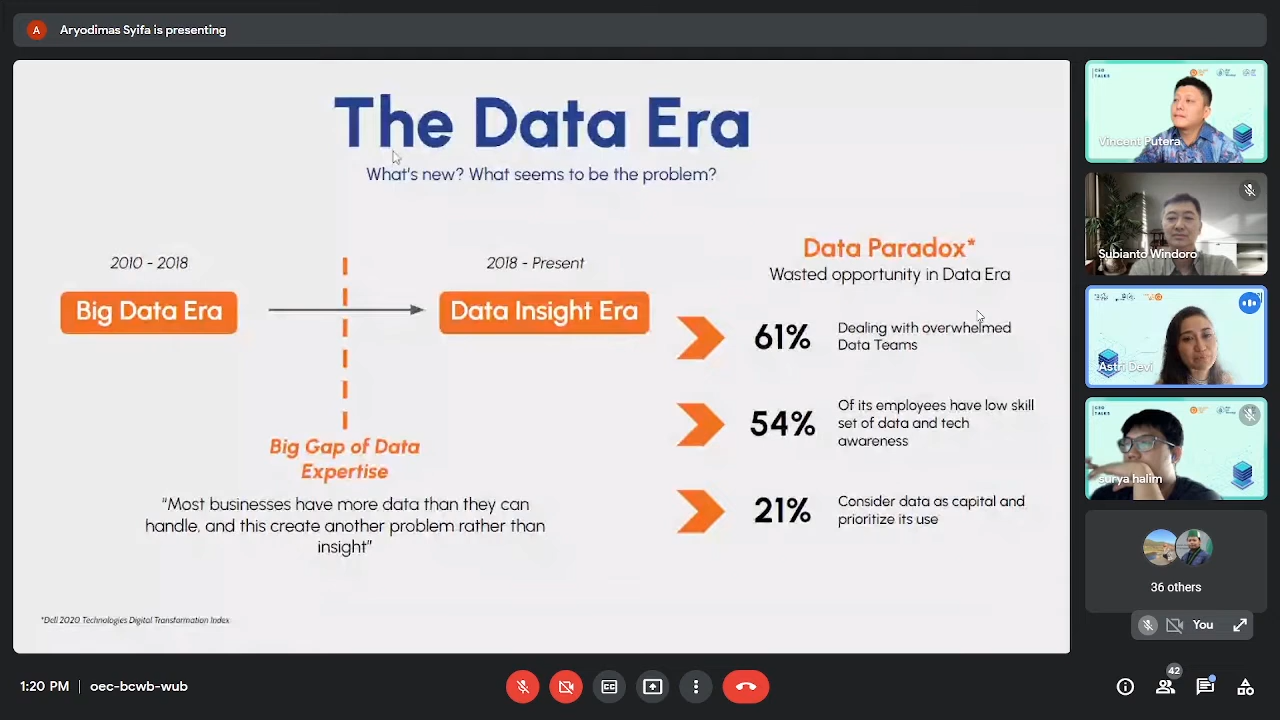 A
Aryodimas Syifa is presenting
The Data Era
What's new? What seems to be the problem?
2010 - 2018
Big Data Era
2018 - Present
Data Insight Era
Big Gap of Data
Expertise
“Most businesses have more data than they can
handle, and this create another problem rather than
insight”
Data Paradox*
Wasted opportunity in Data Era
61%
Dealing with overwhelmed
Data Teams
54%
Of its employees have low skill
set of data and tech
awareness
21%
Consider data as capital and
prioritize its use
*Dell 2020 Technologies Digital Transformation Index
CEO
TALKS
Vincent Putera
Subianto Windoro
Astri Devi
CEO
TALKS
surya halim
36 others
You
1:20 PM
oec-bcwb-wub
CC
42